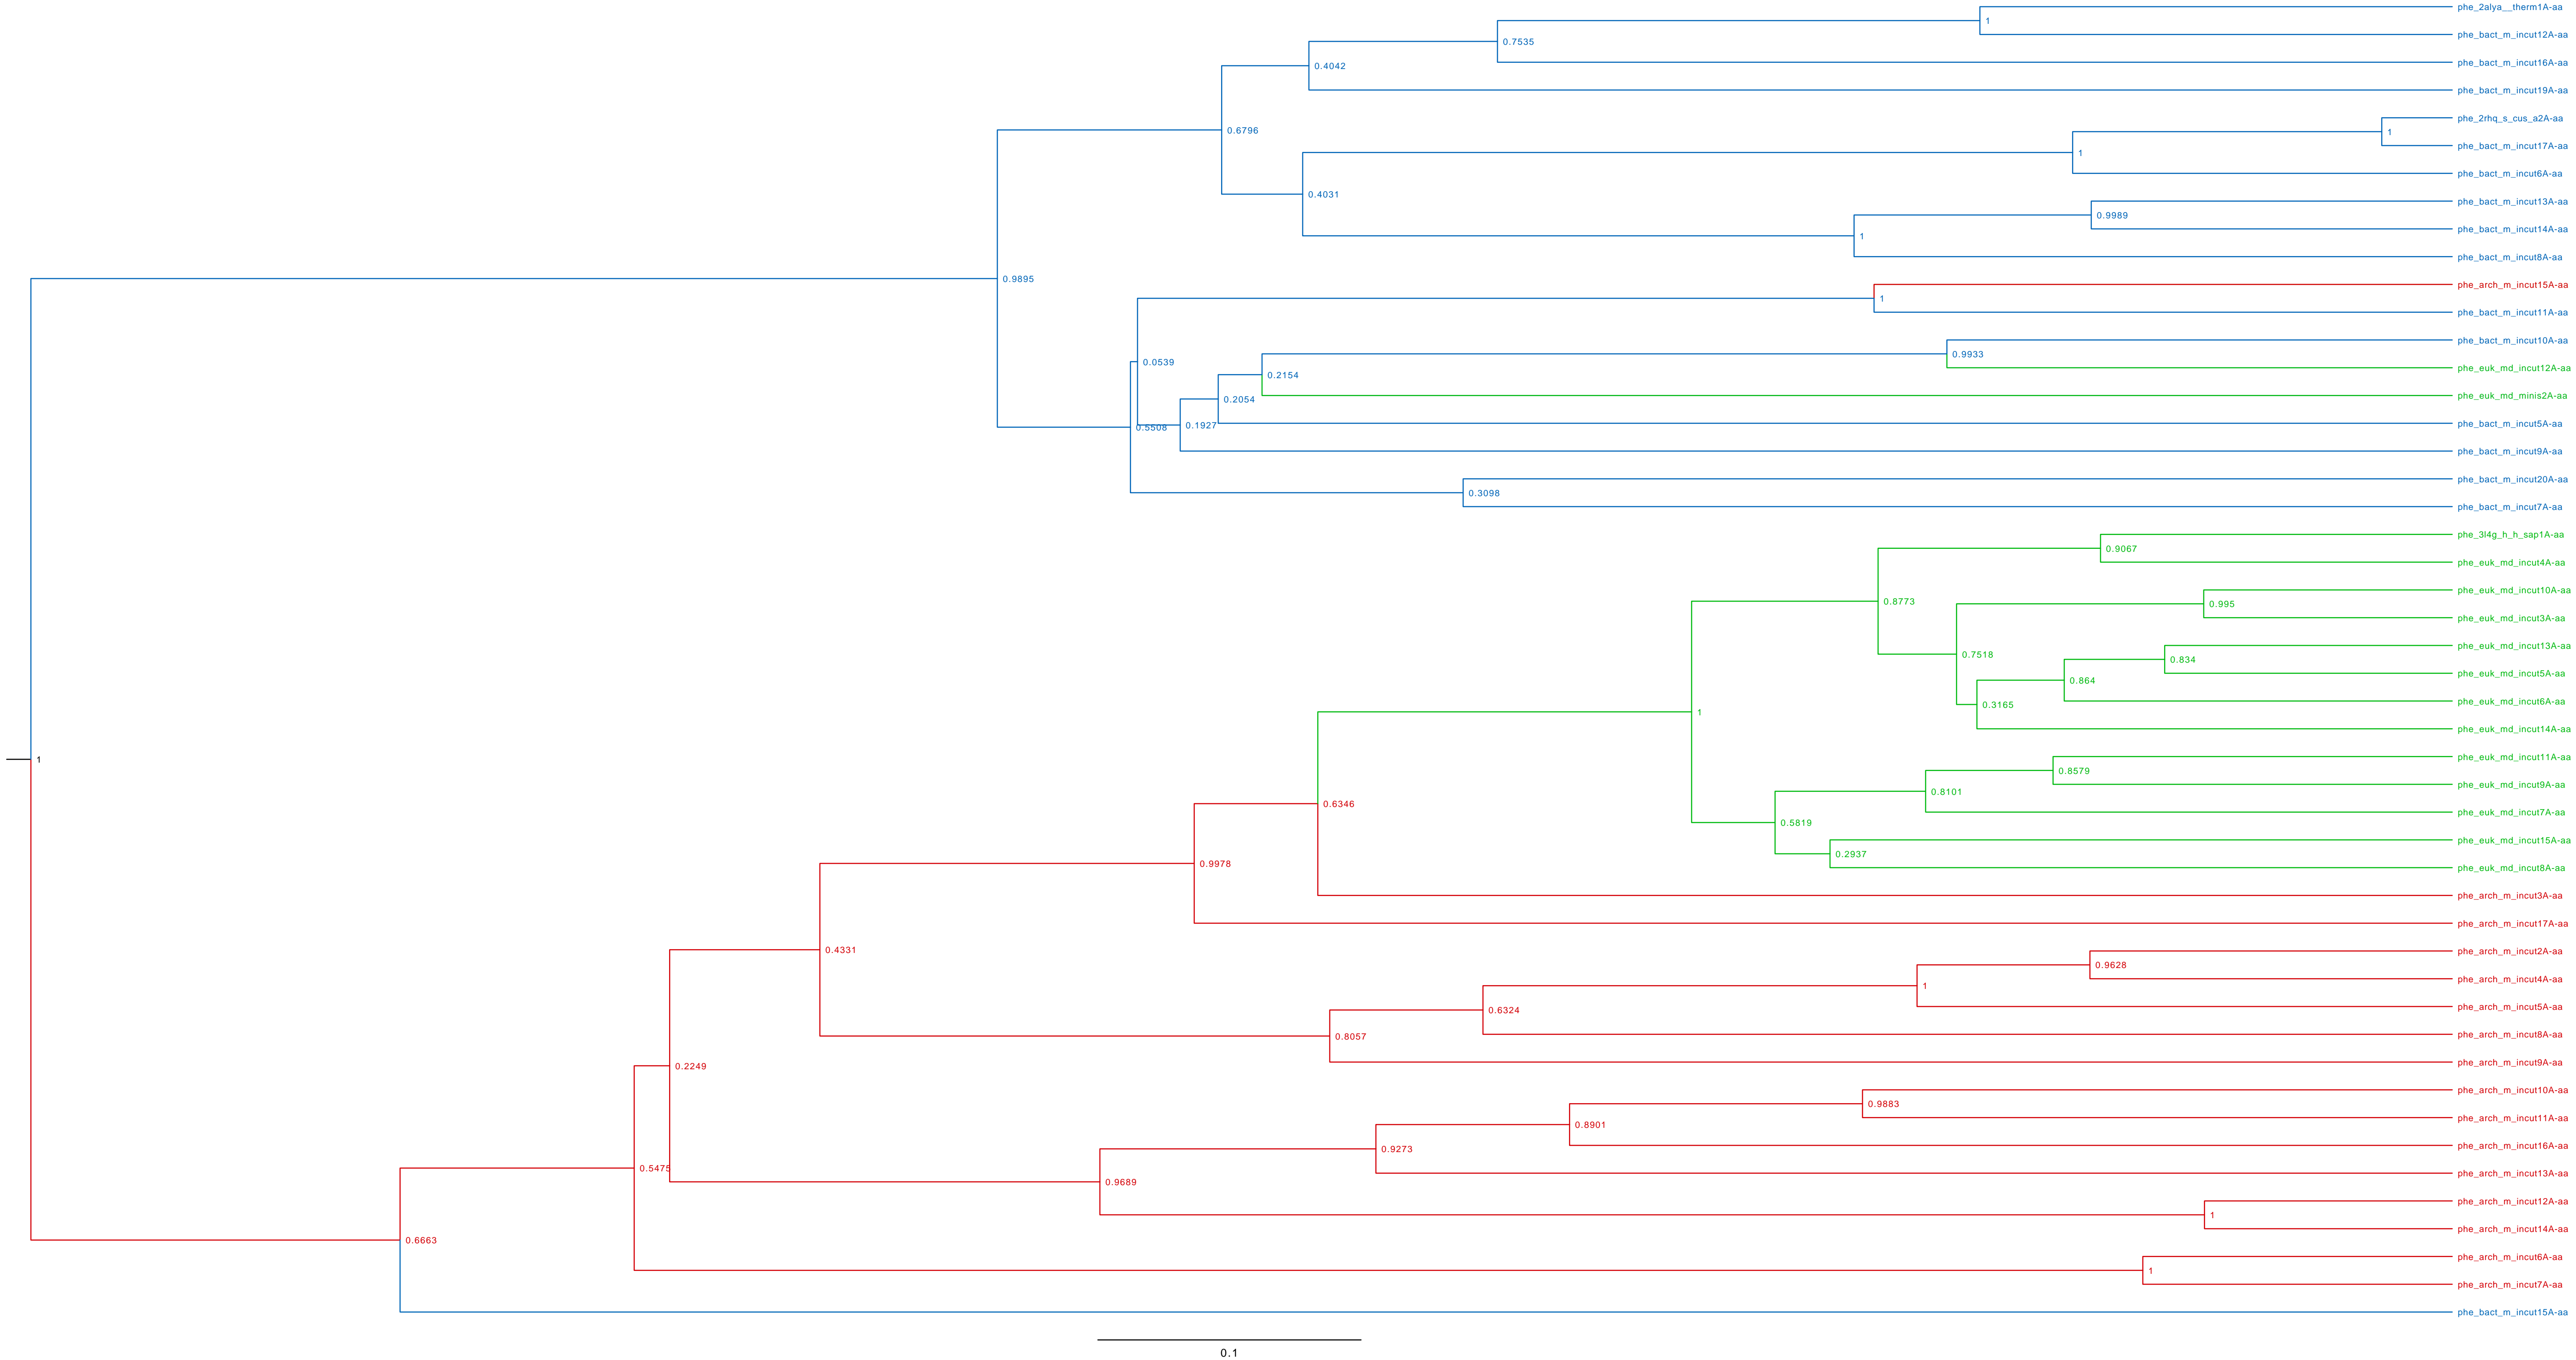 phe_2alya__therm1A-aa
1
phe_bact_m_incut12A-aa
0.7535
phe_bact_m_incut16A-aa
0.4042
phe_bact_m_incut19A-aa
phe_2rhq_s_cus_a2A-aa
0.6796
1
phe_bact_m_incut17A-aa
1
phe_bact_m_incut6A-aa
0.4031
phe_bact_m_incut13A-aa
0.9989
phe_bact_m_incut14A-aa
1
phe_bact_m_incut8A-aa
0.9895
phe_arch_m_incut15A-aa
1
phe_bact_m_incut11A-aa
phe_bact_m_incut10A-aa
0.9933
0.0539
phe_euk_md_incut12A-aa
0.2154
phe_euk_md_minis2A-aa
0.2054
phe_bact_m_incut5A-aa
0.1927
0.5508
phe_bact_m_incut9A-aa
phe_bact_m_incut20A-aa
0.3098
phe_bact_m_incut7A-aa
phe_3l4g_h_h_sap1A-aa
0.9067
phe_euk_md_incut4A-aa
phe_euk_md_incut10A-aa
0.8773
0.995
phe_euk_md_incut3A-aa
phe_euk_md_incut13A-aa
0.7518
0.834
phe_euk_md_incut5A-aa
0.864
phe_euk_md_incut6A-aa
0.3165
1
phe_euk_md_incut14A-aa
phe_euk_md_incut11A-aa
1
0.8579
phe_euk_md_incut9A-aa
0.8101
0.6346
phe_euk_md_incut7A-aa
0.5819
phe_euk_md_incut15A-aa
0.2937
0.9978
phe_euk_md_incut8A-aa
phe_arch_m_incut3A-aa
phe_arch_m_incut17A-aa
0.4331
phe_arch_m_incut2A-aa
0.9628
phe_arch_m_incut4A-aa
1
phe_arch_m_incut5A-aa
0.6324
phe_arch_m_incut8A-aa
0.8057
phe_arch_m_incut9A-aa
0.2249
phe_arch_m_incut10A-aa
0.9883
phe_arch_m_incut11A-aa
0.8901
phe_arch_m_incut16A-aa
0.9273
0.5475
phe_arch_m_incut13A-aa
0.9689
phe_arch_m_incut12A-aa
1
phe_arch_m_incut14A-aa
0.6663
phe_arch_m_incut6A-aa
1
phe_arch_m_incut7A-aa
phe_bact_m_incut15A-aa
0.1